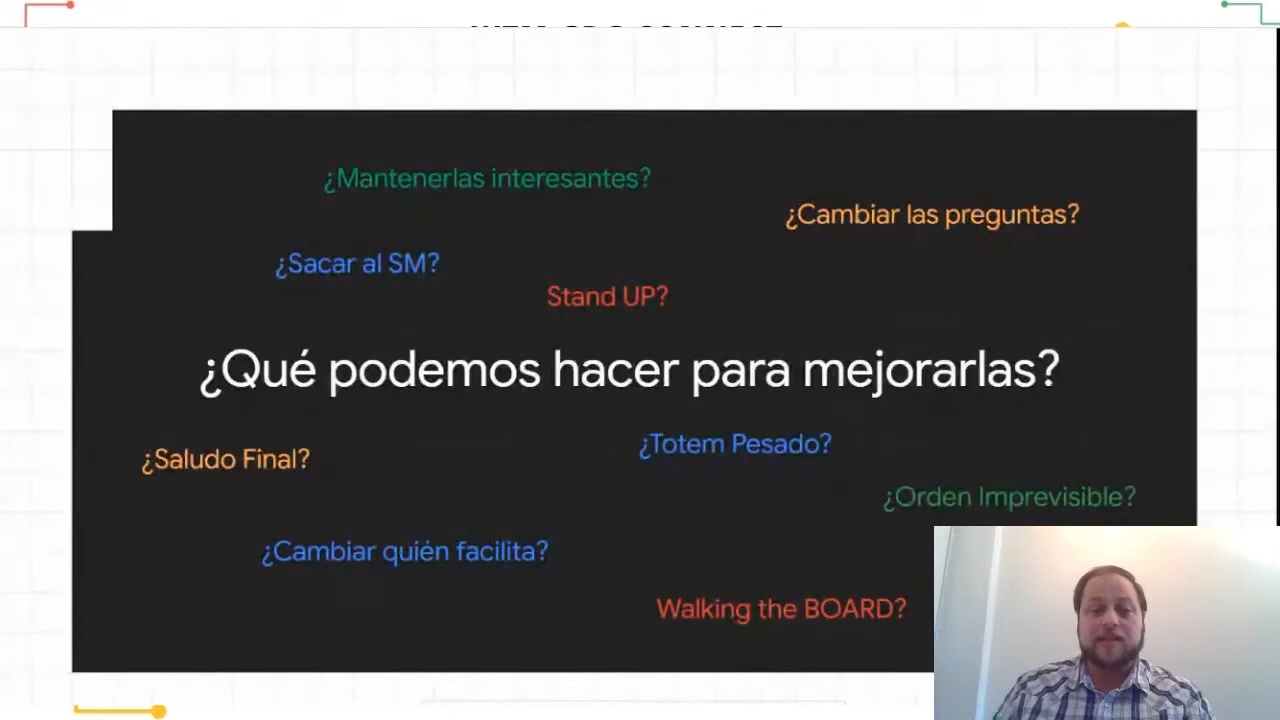 ¿Mantenerlas interesantes?
¿Cambiar las preguntas?
¿Sacar al SM?
Stand UP?
¿Qué podemos hacer para mejorarlas?
¿Totem Pesado?
¿Saludo Final?
¿Orden Imprevisible?
¿Cambiar quién facilita?
Walking the BOARD?